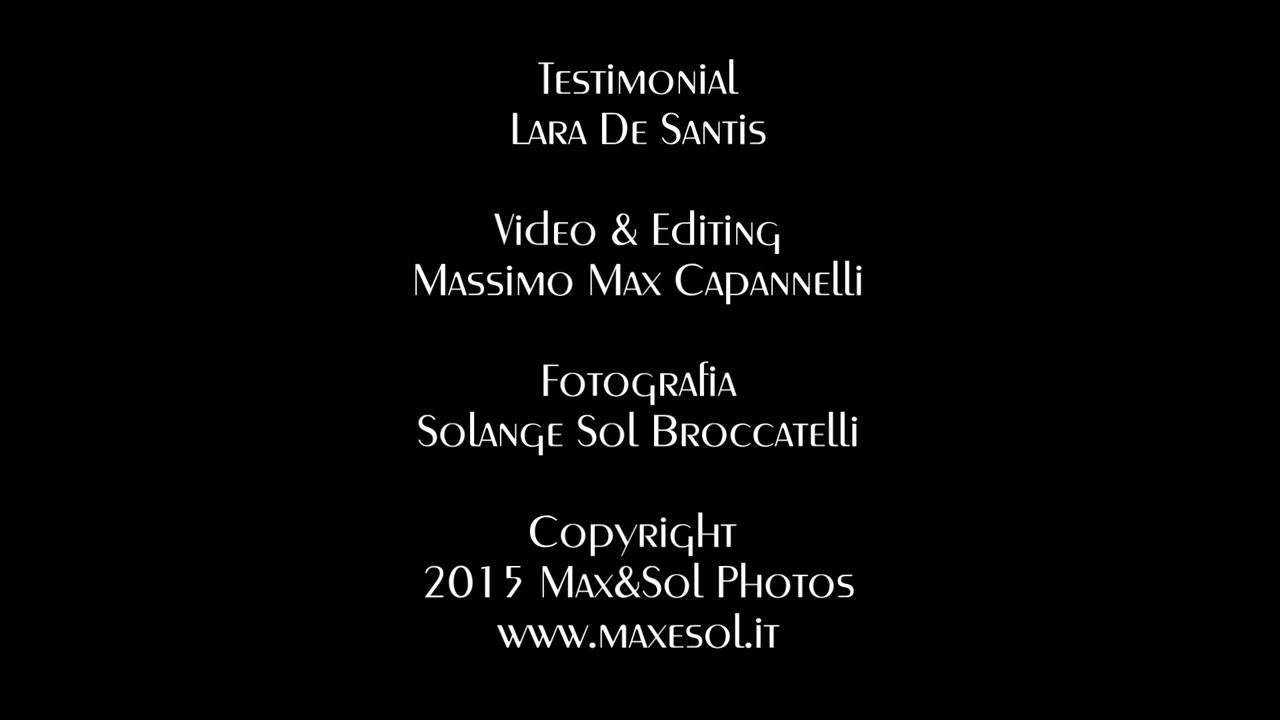 Testimonial
Lara De Santis
Video & Editing
Massimo Max Capannelli
Fotografia
Solange Sol Broccatelli
Copyright
2015 Max&Sol Photos
www.maxesol.it